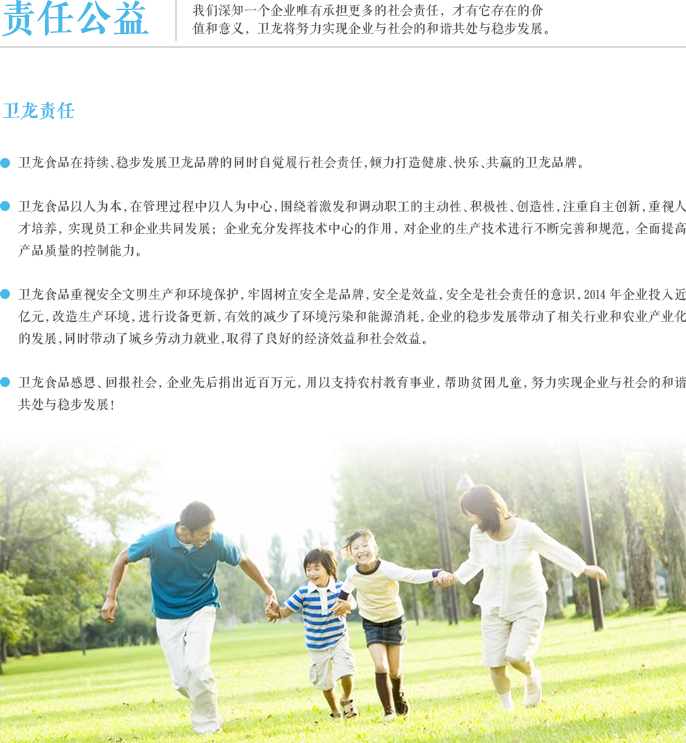 责任公益
我们深知一个企业唯有承担更多的社会责任，才有它存在的价
值和意义，卫龙将努力实现企业与社会的和谐共处与稳步发展。
卫龙责任
卫龙食品在持续、稳步发展卫龙品牌的同时自觉履行社会责任，倾力打造健康、快乐、共赢的卫龙品牌。
卫龙食品以人为本，在管理过程中以人为中心，围绕着激发和调动职工的主动性、积极性、创造性，注重自主创新，重视人
才培养，实现员工和企业共同发展；企业充分发挥技术中心的作用，对企业的生产技术进行不断完善和规范，全面提高
产品质量的控制能力。
卫龙食品重视安全文明生产和环境保护，牢固树立安全是品牌，安全是效益，安全是社会责任的意识，2014 年企业投入近
亿元，改造生产环境，进行设备更新，有效的减少了环境污染和能源消耗，企业的稳步发展带动了相关行业和农业产业化
的发展，同时带动了城乡劳动力就业，取得了良好的经济效益和社会效益。
卫龙食品感恩、回报社会，企业先后捐出近百万元，用以支持农村教育事业，帮助贫困儿童，努力实现企业与社会的和谐
共处与稳步发展！